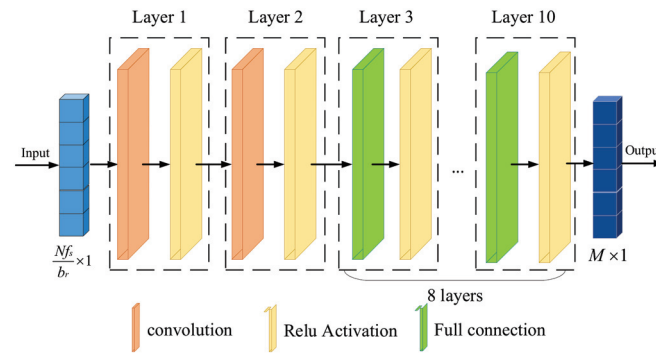 Layer 1
Layer 2
Layer 3
Layer 10
Input
...
Output
Nfs
br
×1
M ×1
8 layers
convolution
Relu Activation
Full connection